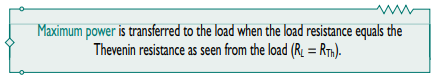 Maximum power is transferred to the load when the load resistance equals the
Thevenin resistance as seen from the load (R_L = R_Th).